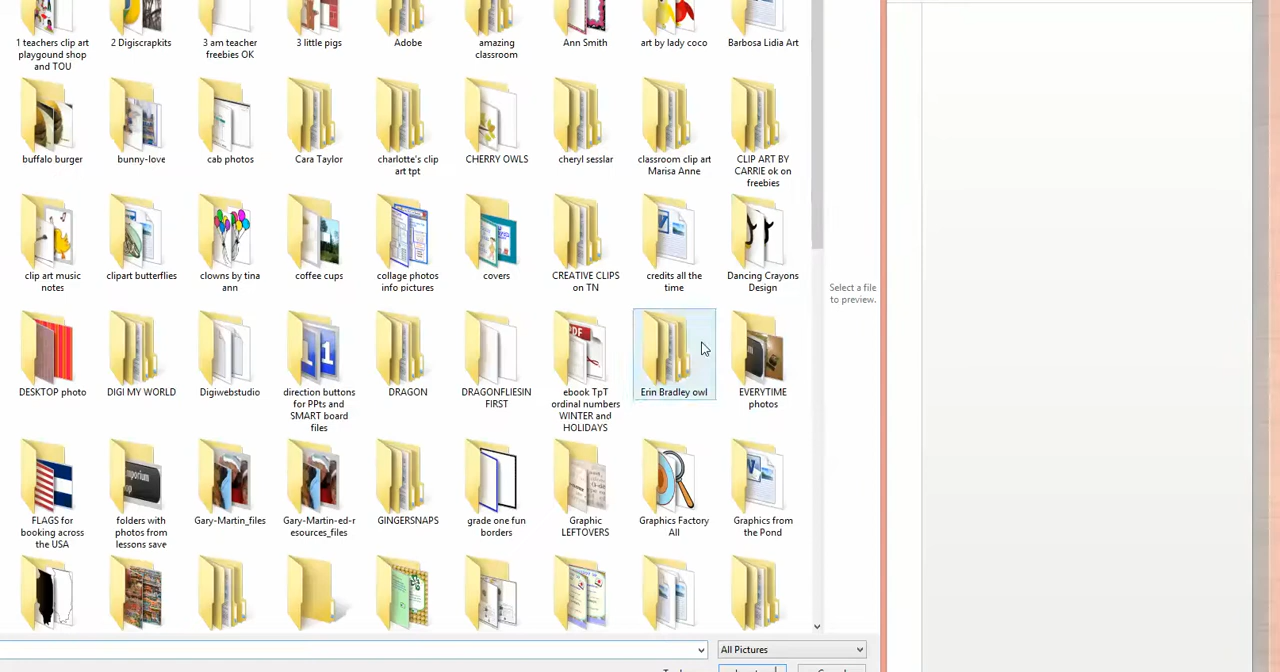 1 teachers clip art
playgound shop
and TOU
2 Digiscrapkits
3 am teacher
freebies OK
3 little pigs
Adobe
amazing
classroom
Ann Smith
art by lady coco
Barbosa Lidia Art
buffalo burger
bunny-love
cab photos
Cara Taylor
charlotte's clip
art tpt
CHERRY OWLS
cheryl sesslar
classroom clip art
Marisa Anne
CLIP ART BY
CARRIE ok on
freebies
clip art music
notes
clipart butterflies
clowns by tina
ann
coffee cups
collage photos
info pictures
covers
CREATIVE CLIPS
on TN
credits all the
time
Dancing Crayons
Design
Select a file
to preview.
DESKTOP photo
DIGI MY WORLD
Digiwebstudio
direction buttons
for PPts and
SMART board
files
DRAGON
DRAGONFLIESIN
FIRST
PDF
ebook TpT
ordinal numbers
WINTER and
HOLIDAYS
Erin Bradley owl
EVERYTIME
photos
FLAGS for
booking across
the USA
folders with
photos from
lessons save
Gary-Martin_files
Gary-Martin-ed-r
esources_files
GINGERSNAPS
grade one fun
borders
Graphic
LEFTOVERS
Graphics Factory
All
Graphics from
the Pond
All Pictures